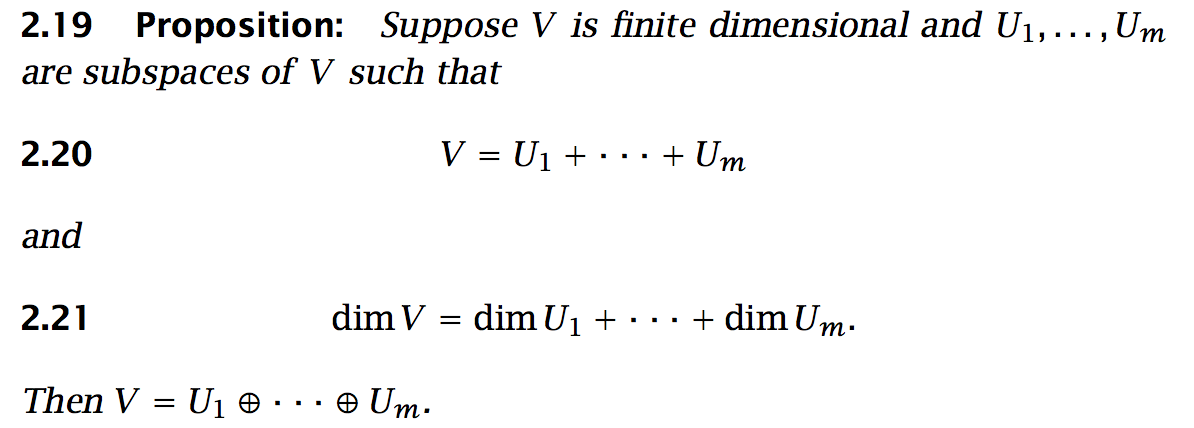 2.19 Proposition: Suppose V is finite dimensional and U₁, . . . , Uₘ
are subspaces of V such that
2.20 V = U₁ + · · · + Uₘ
and
2.21 dim V = dim U₁ + · · · + dim Uₘ.
Then V = U₁ ⊕ · · · ⊕ Uₘ.